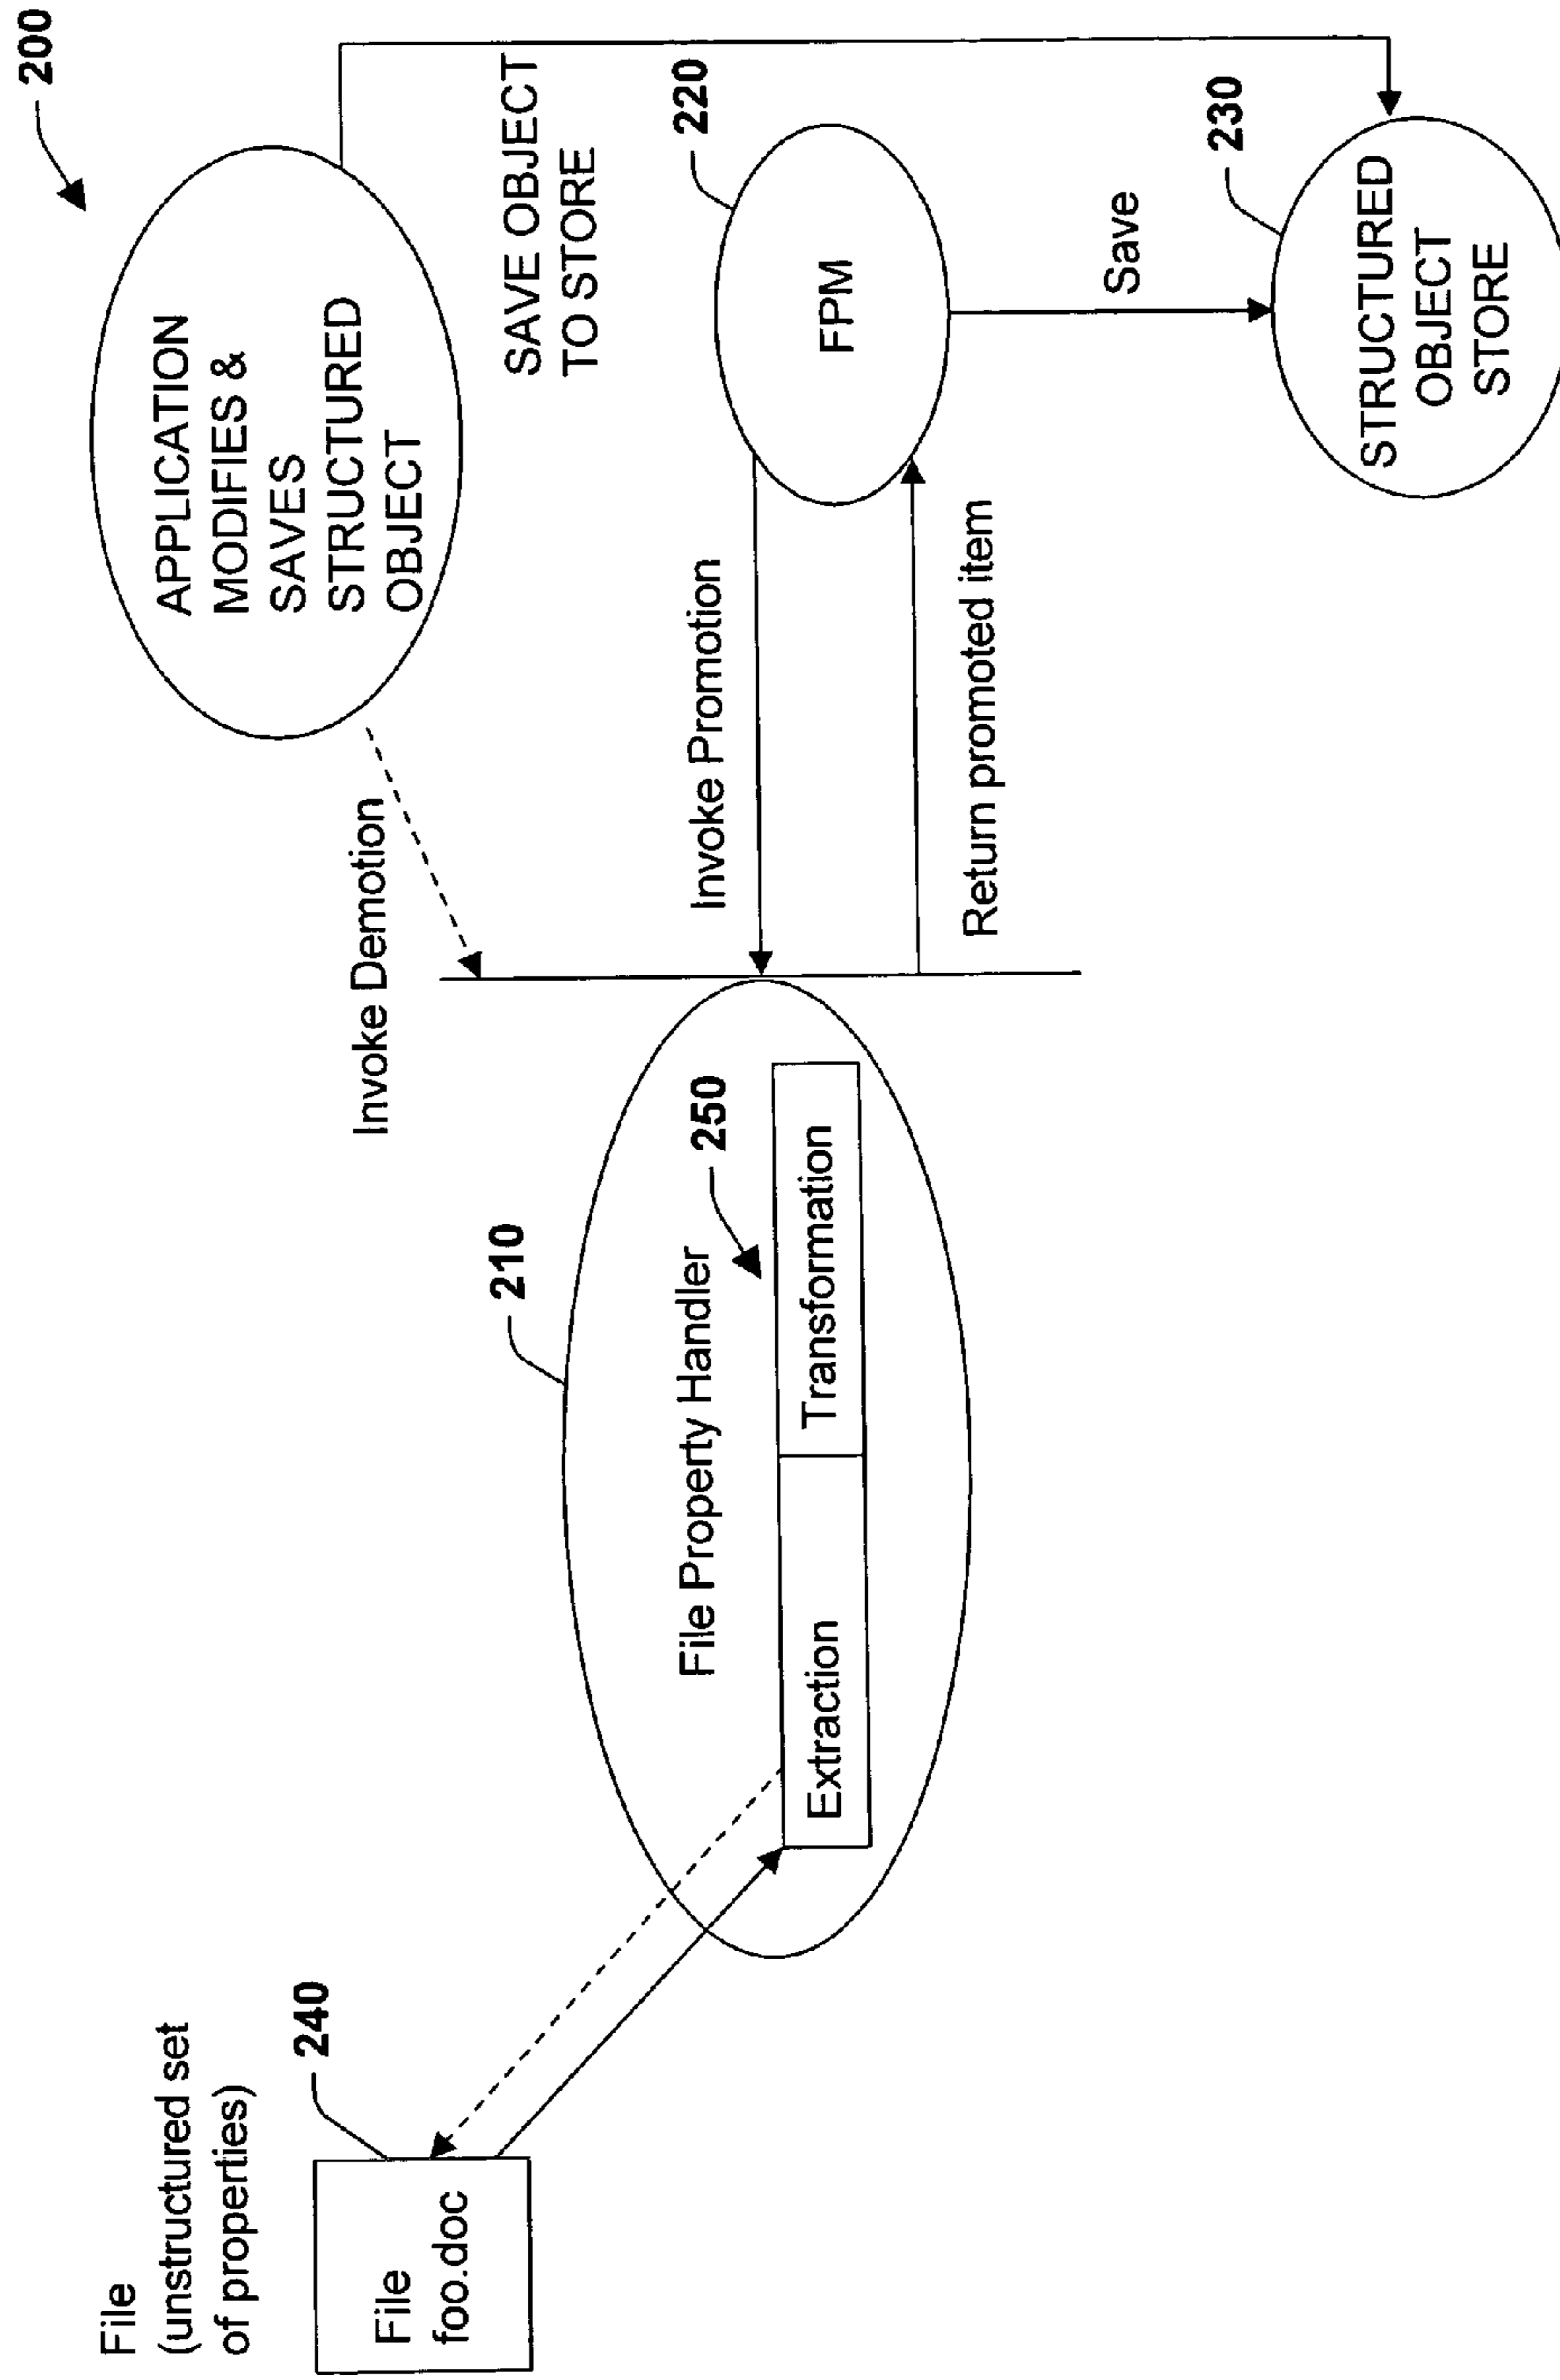 200
APPLICATION
MODIFIES &
SAVES
STRUCTURED
OBJECT
SAVE OBJECT
TO STORE
Invoke Demotion
File
(unstructured set
of properties)
240
File
foo.doc
210
File Property Handler
250
Extraction
Transformation
Invoke Promotion
Return promoted item
220
FPM
Save
230
STRUCTURED
OBJECT
STORE